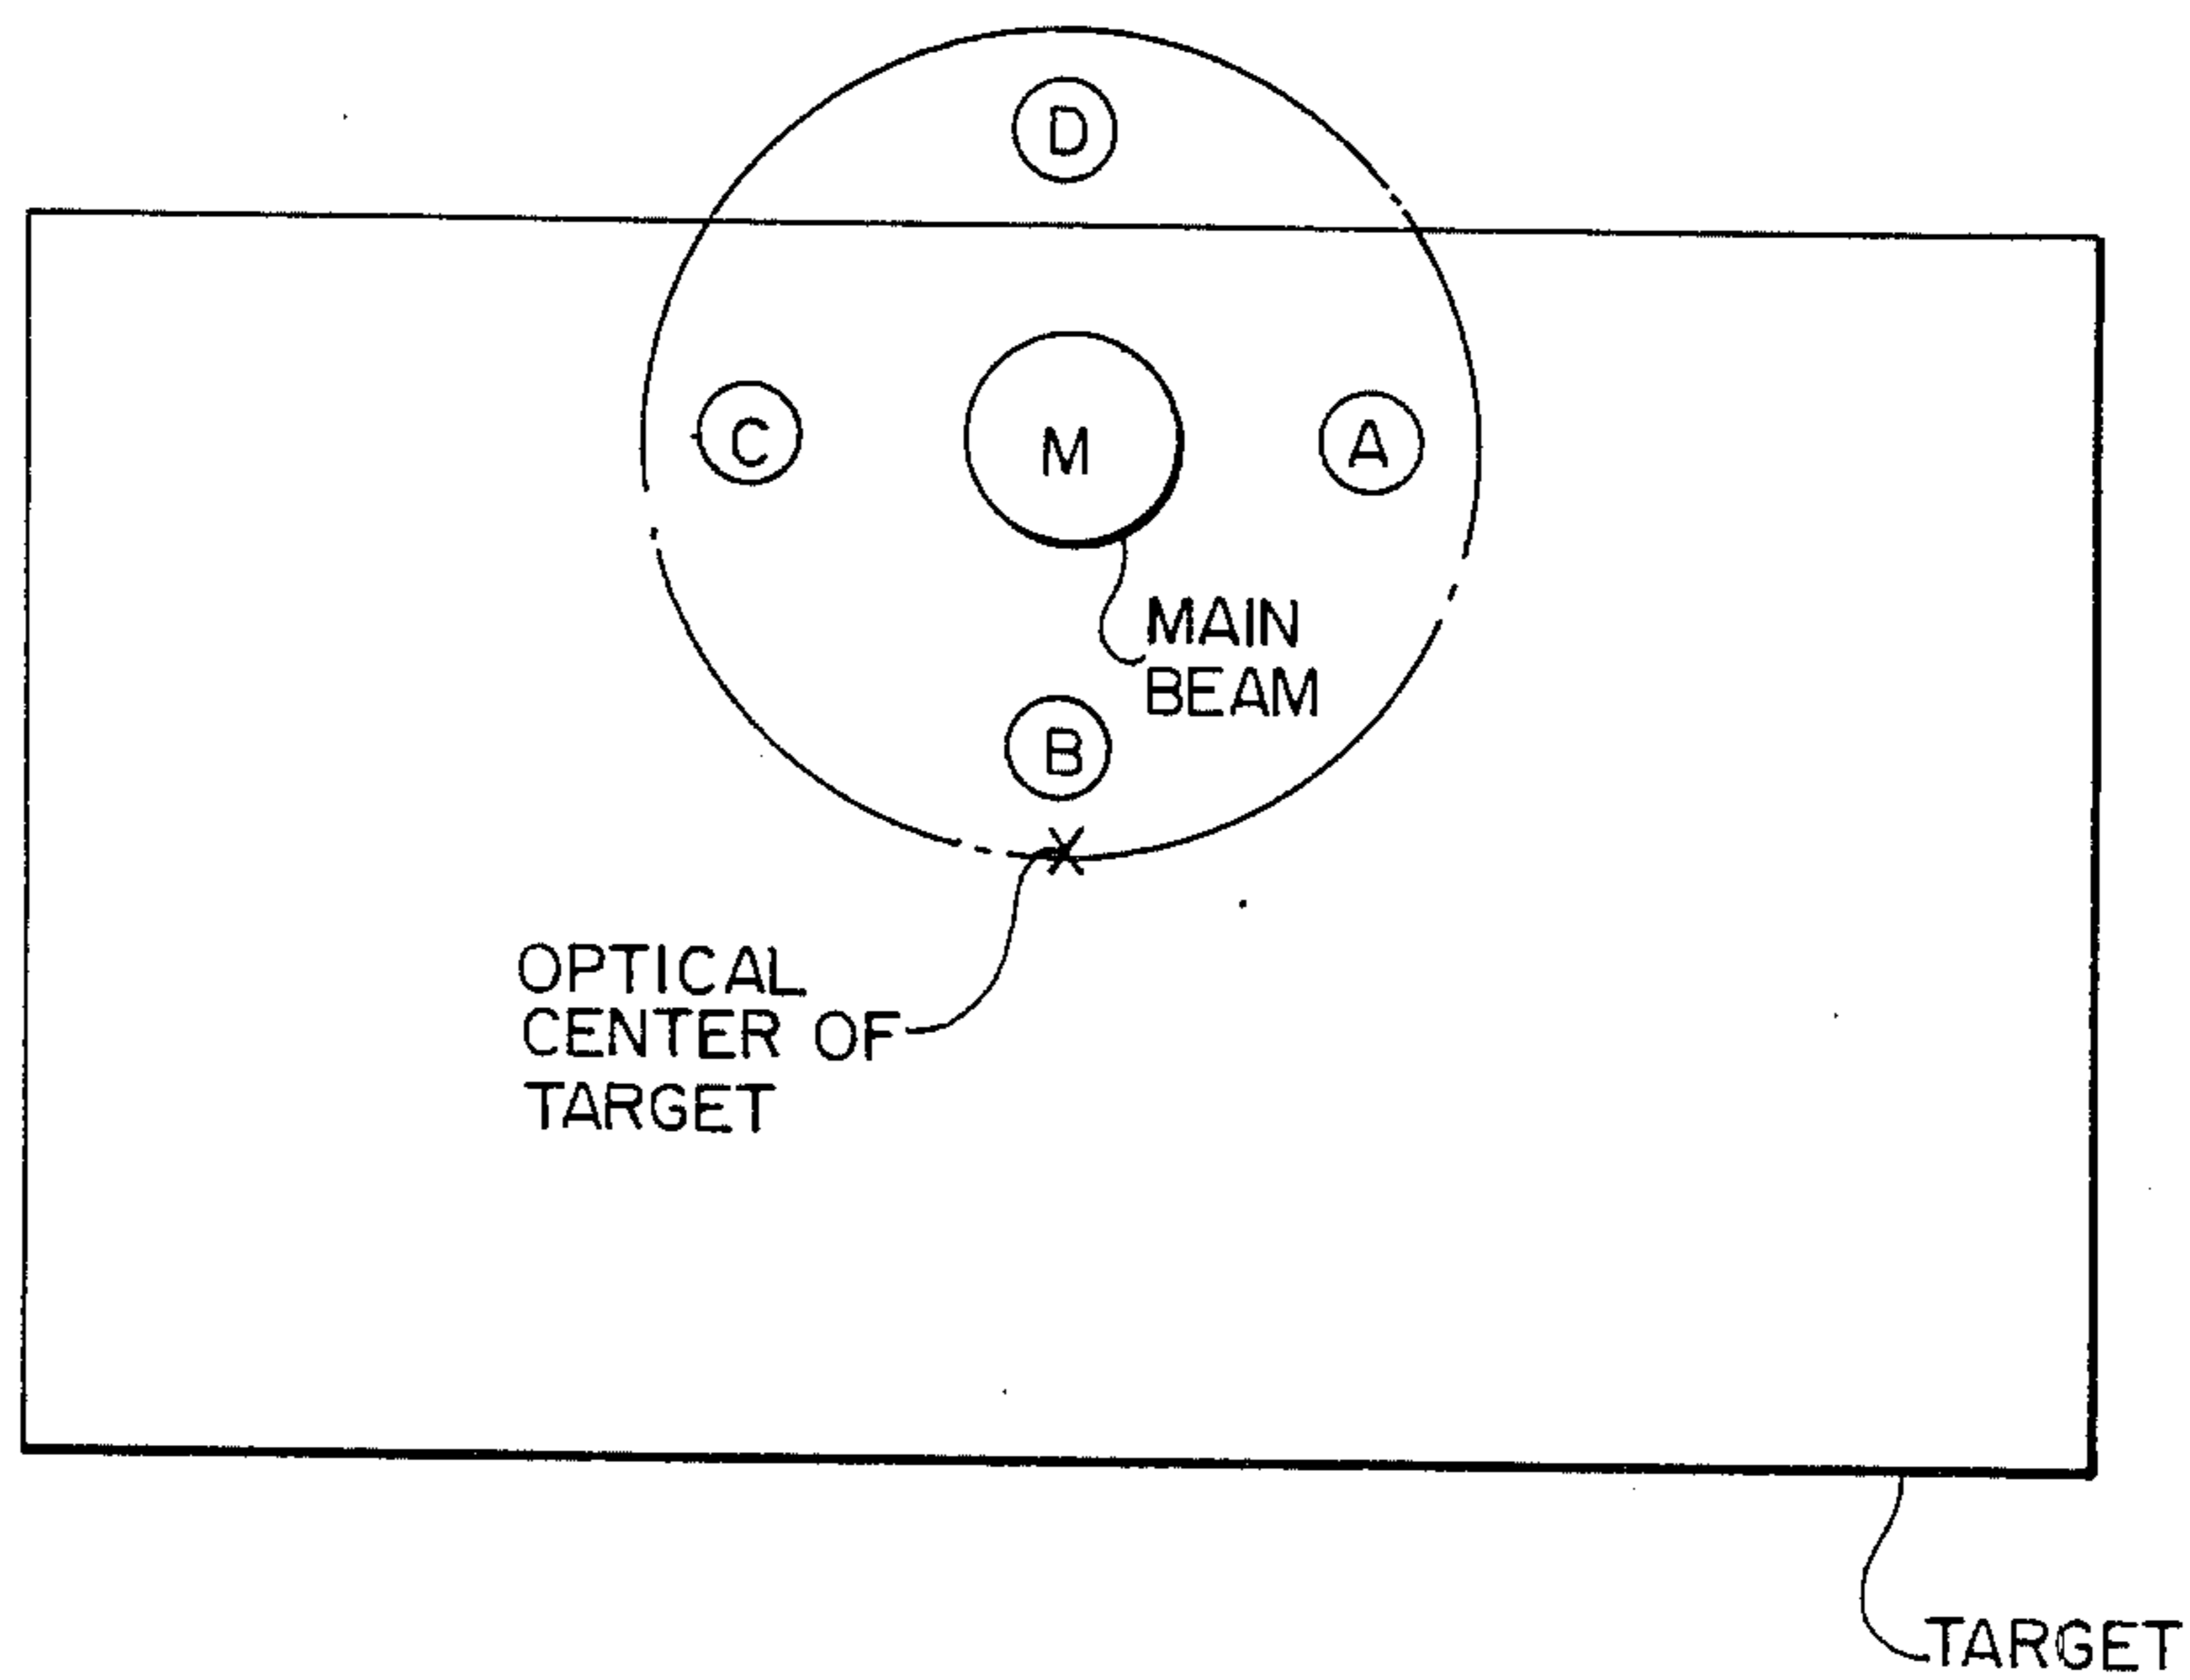 D
C
M
A
MAIN
BEAM
B
OPTICAL
CENTER OF
TARGET
TARGET